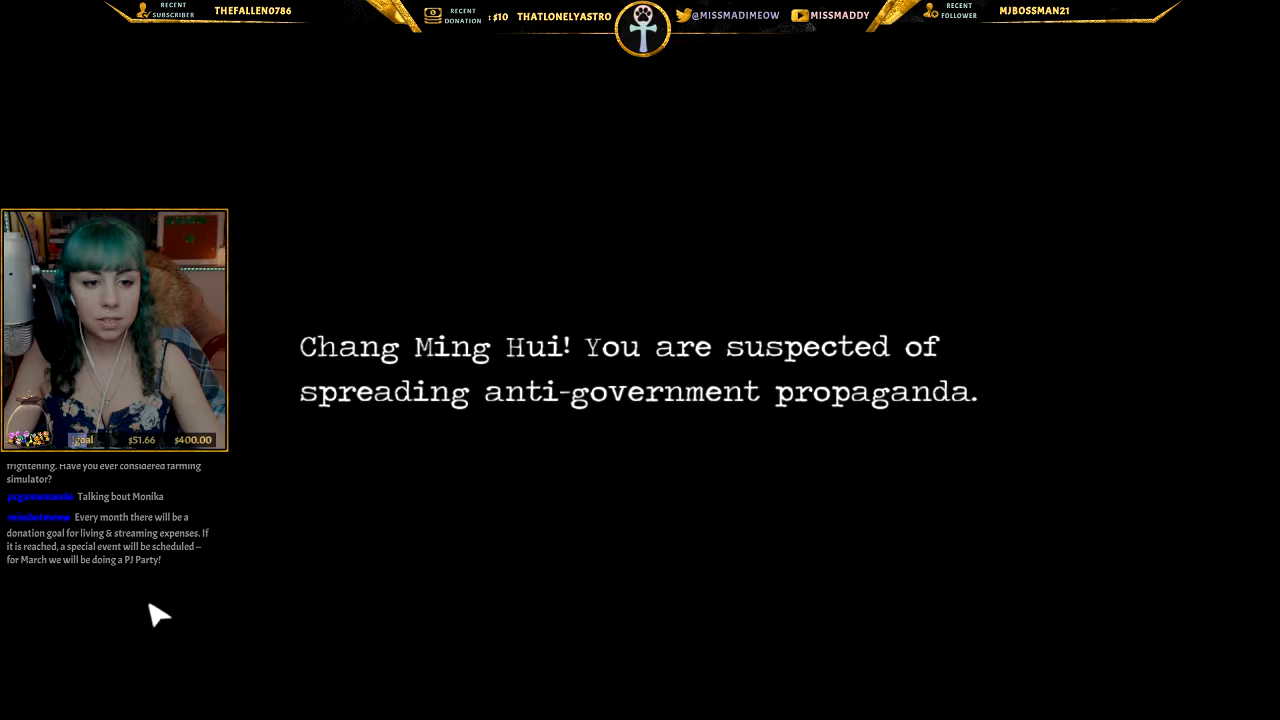 RECENT
SUBSCRIBER
THEFALLEN0786
RECENT
DONATION
: $10 THATLONELYASTRO
@MISSMADIMEOW
MISSMADDY
RECENT
FOLLOWER
MJBOSSMAN21
Chang Ming Hui! You are suspected of
spreading anti-government propaganda.
!goal $51.66 $400.00
frightening. Have you ever considered farming
simulator?
Talking bout Monika
Every month there will be a
donation goal for living & streaming expenses. If
it is reached, a special event will be scheduled --
for March we will be doing a PJ Party!